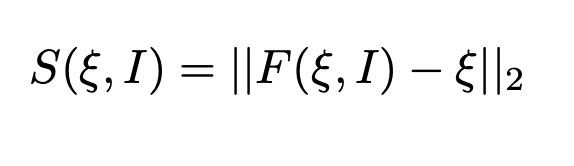 S(ξ, I) = ||F(ξ, I) − ξ||₂